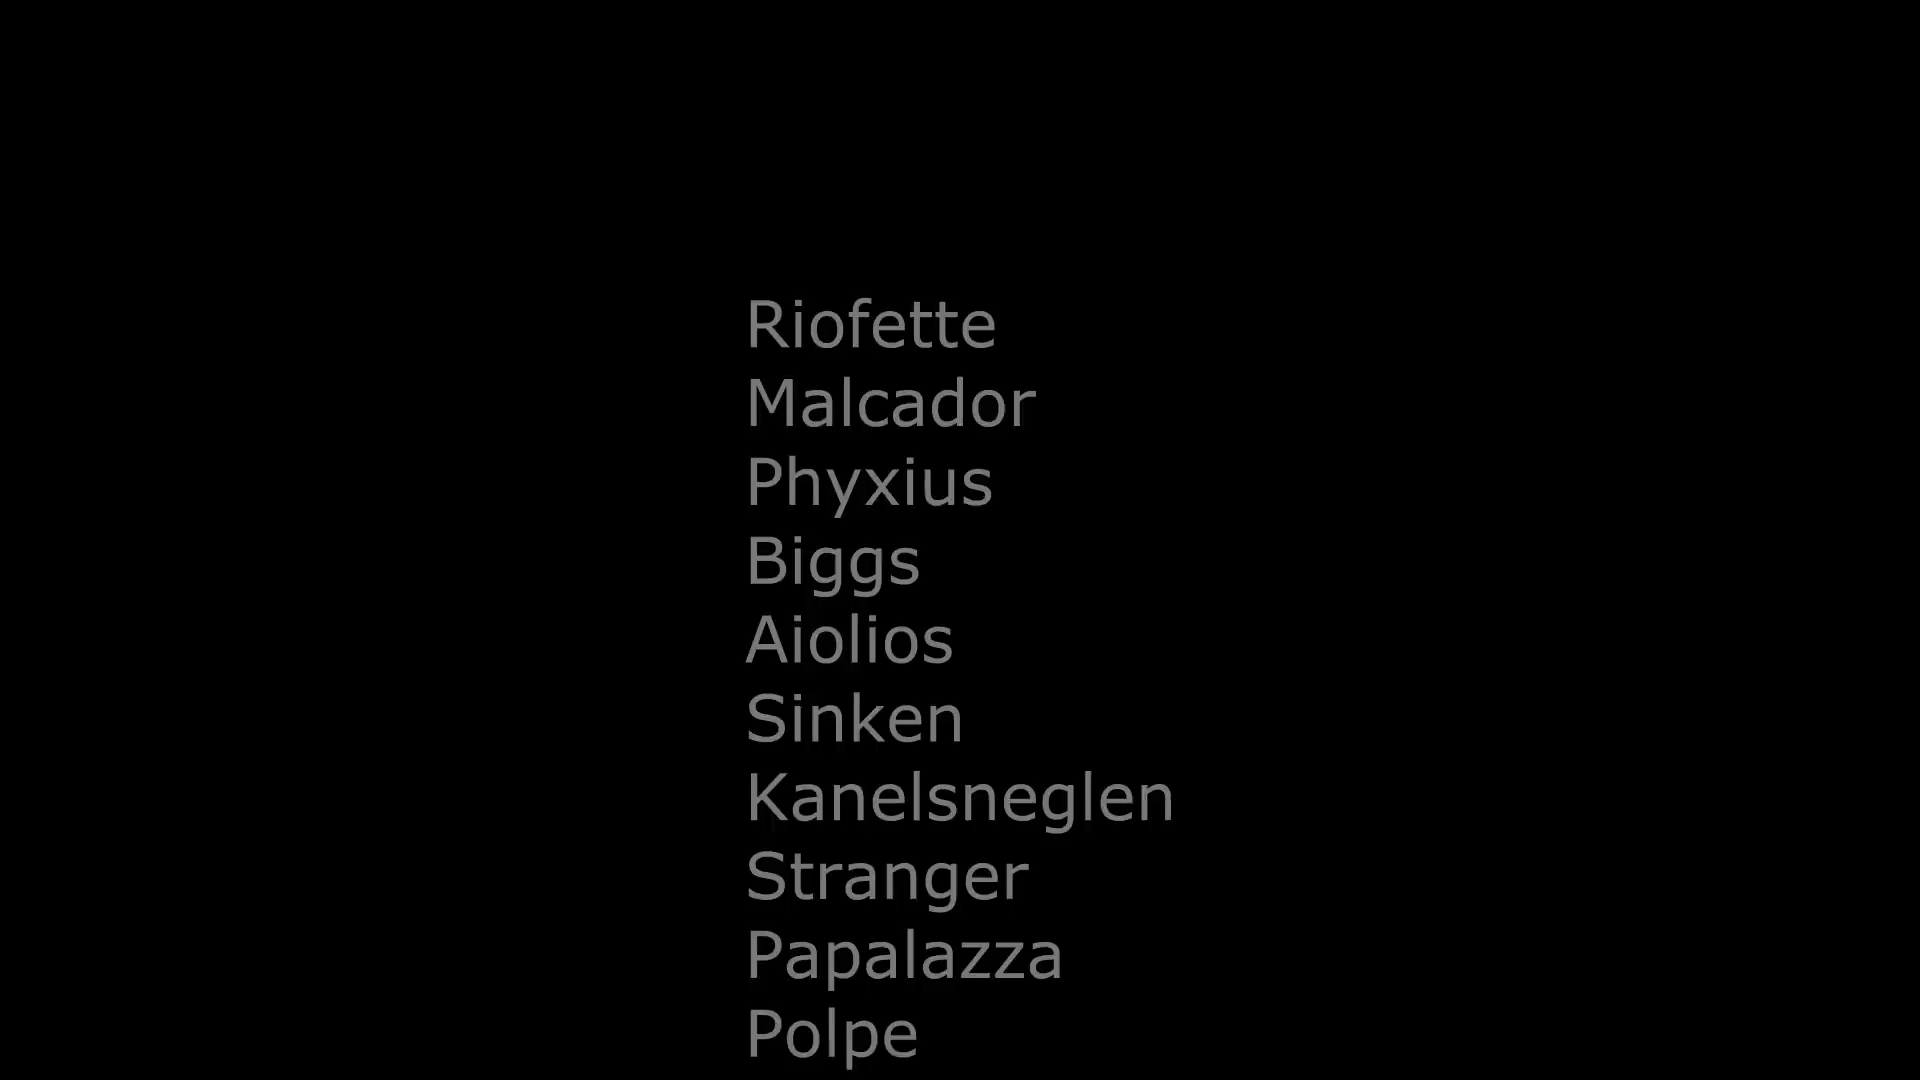 Riofette
Malcador
Phyxius
Biggs
Aiolios
Sinken
Kanelsneglen
Stranger
Papalazza
Polpe